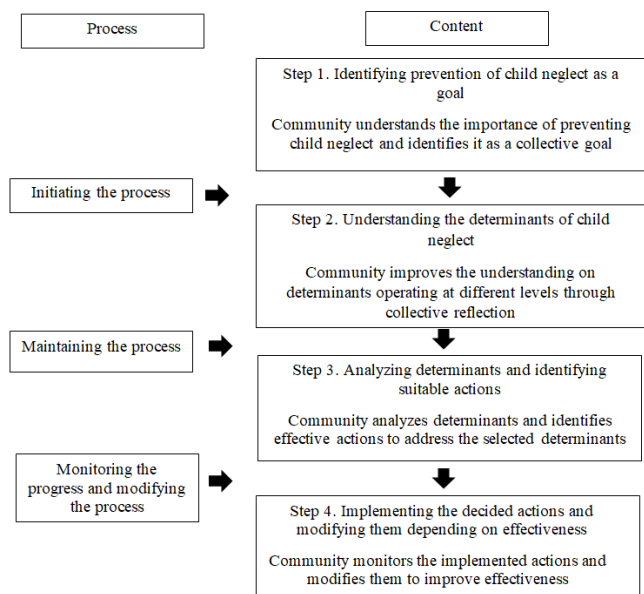 Process
Content
Step 1. Identifying prevention of child neglect as a
goal
Community understands the importance of preventing
child neglect and identifies it as a collective goal
Initiating the process
Step 2. Understanding the determinants of child
neglect
Community improves the understanding on
determinants operating at different levels through
collective reflection
Maintaining the process
Step 3. Analyzing determinants and identifying
suitable actions
Community analyzes determinants and identifies
effective actions to address the selected determinants
Monitoring the
progress and modifying
the process
Step 4. Implementing the decided actions and
modifying them depending on effectiveness
Community monitors the implemented actions and
modifies them to improve effectiveness